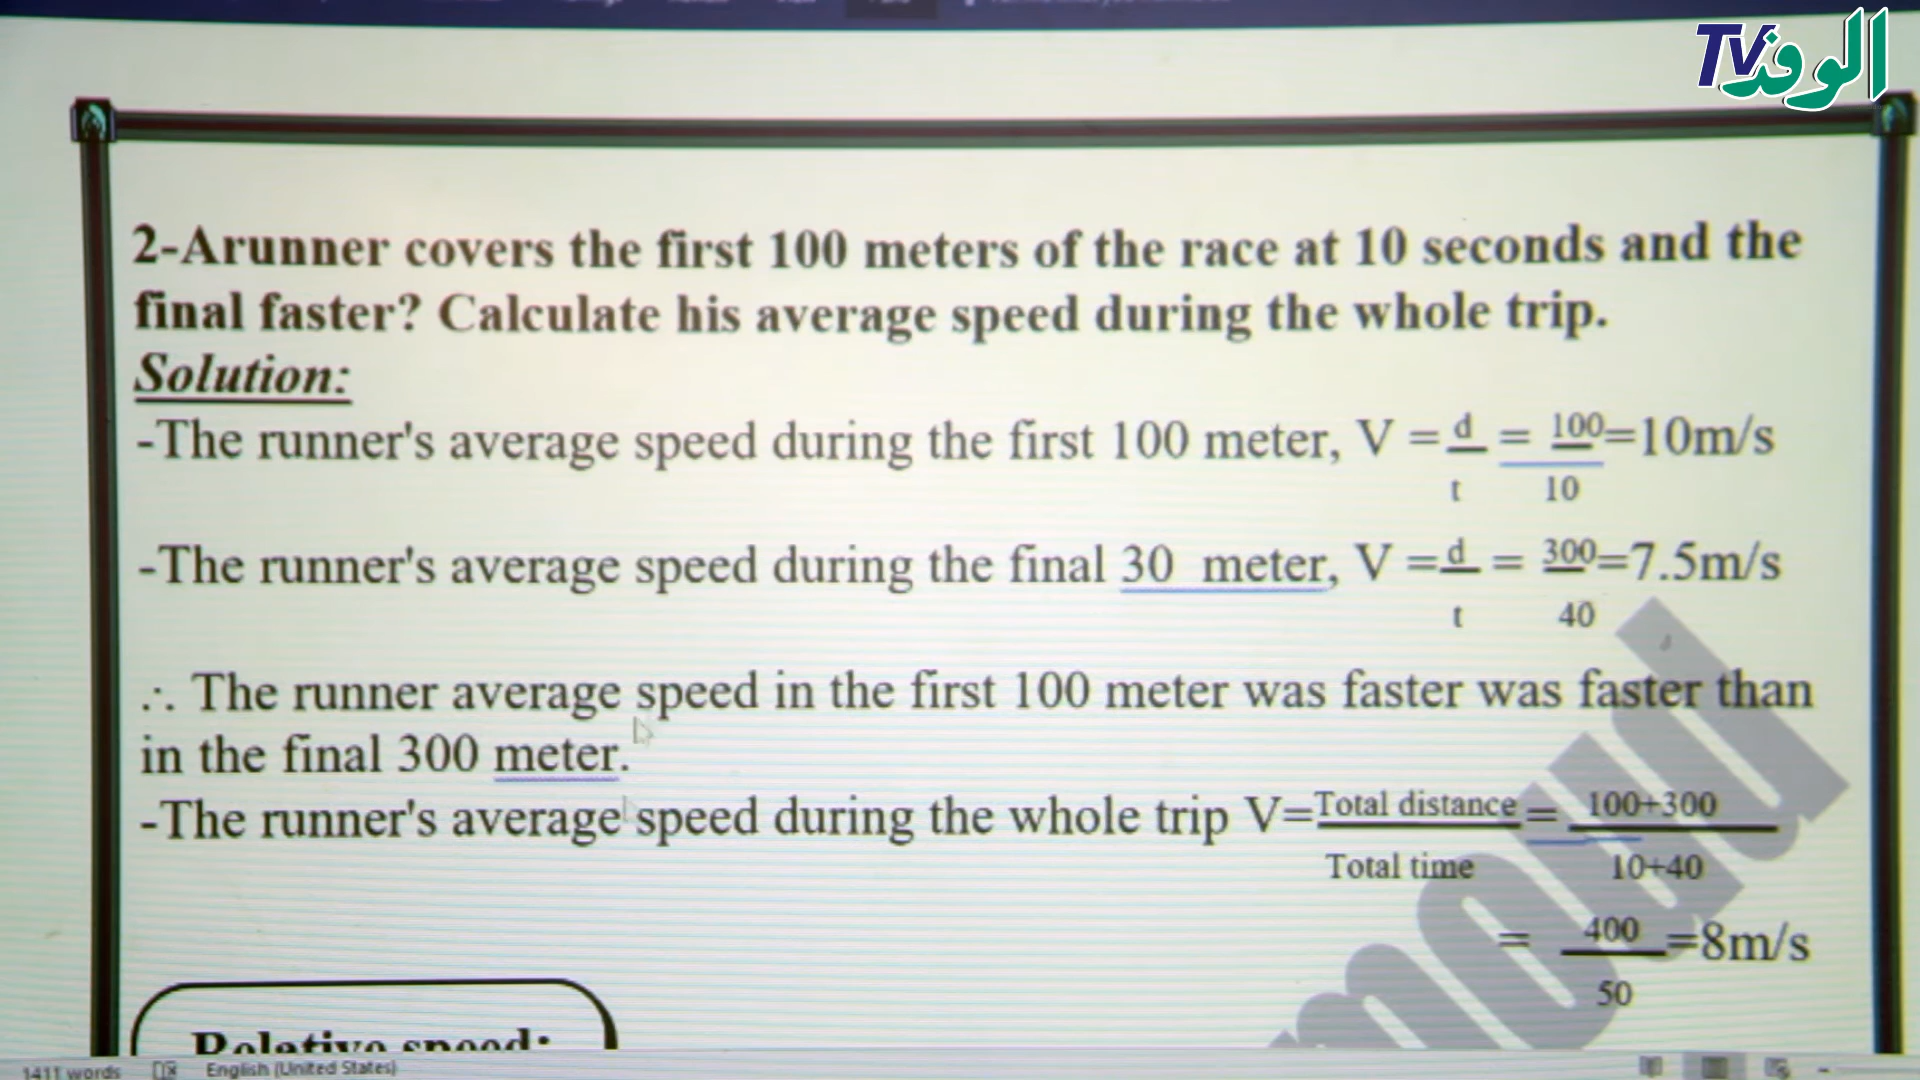 TV الوفد
2-Arunner covers the first 100 meters of the race at 10 seconds and the
final faster? Calculate his average speed during the whole trip.
Solution:
-The runner's average speed during the first 100 meter, V = d = 100=10m/s
t 10
-The runner's average speed during the final 30 meter, V =d = 300=7.5m/s
t 40
∴ The runner average speed in the first 100 meter was faster was faster than
in the final 300 meter.
-The runner's average speed during the whole trip V=Total distance = 100+300
Total time 10+40
= 400 =8m/s
50
Relative speed:
1411 words English (United States)